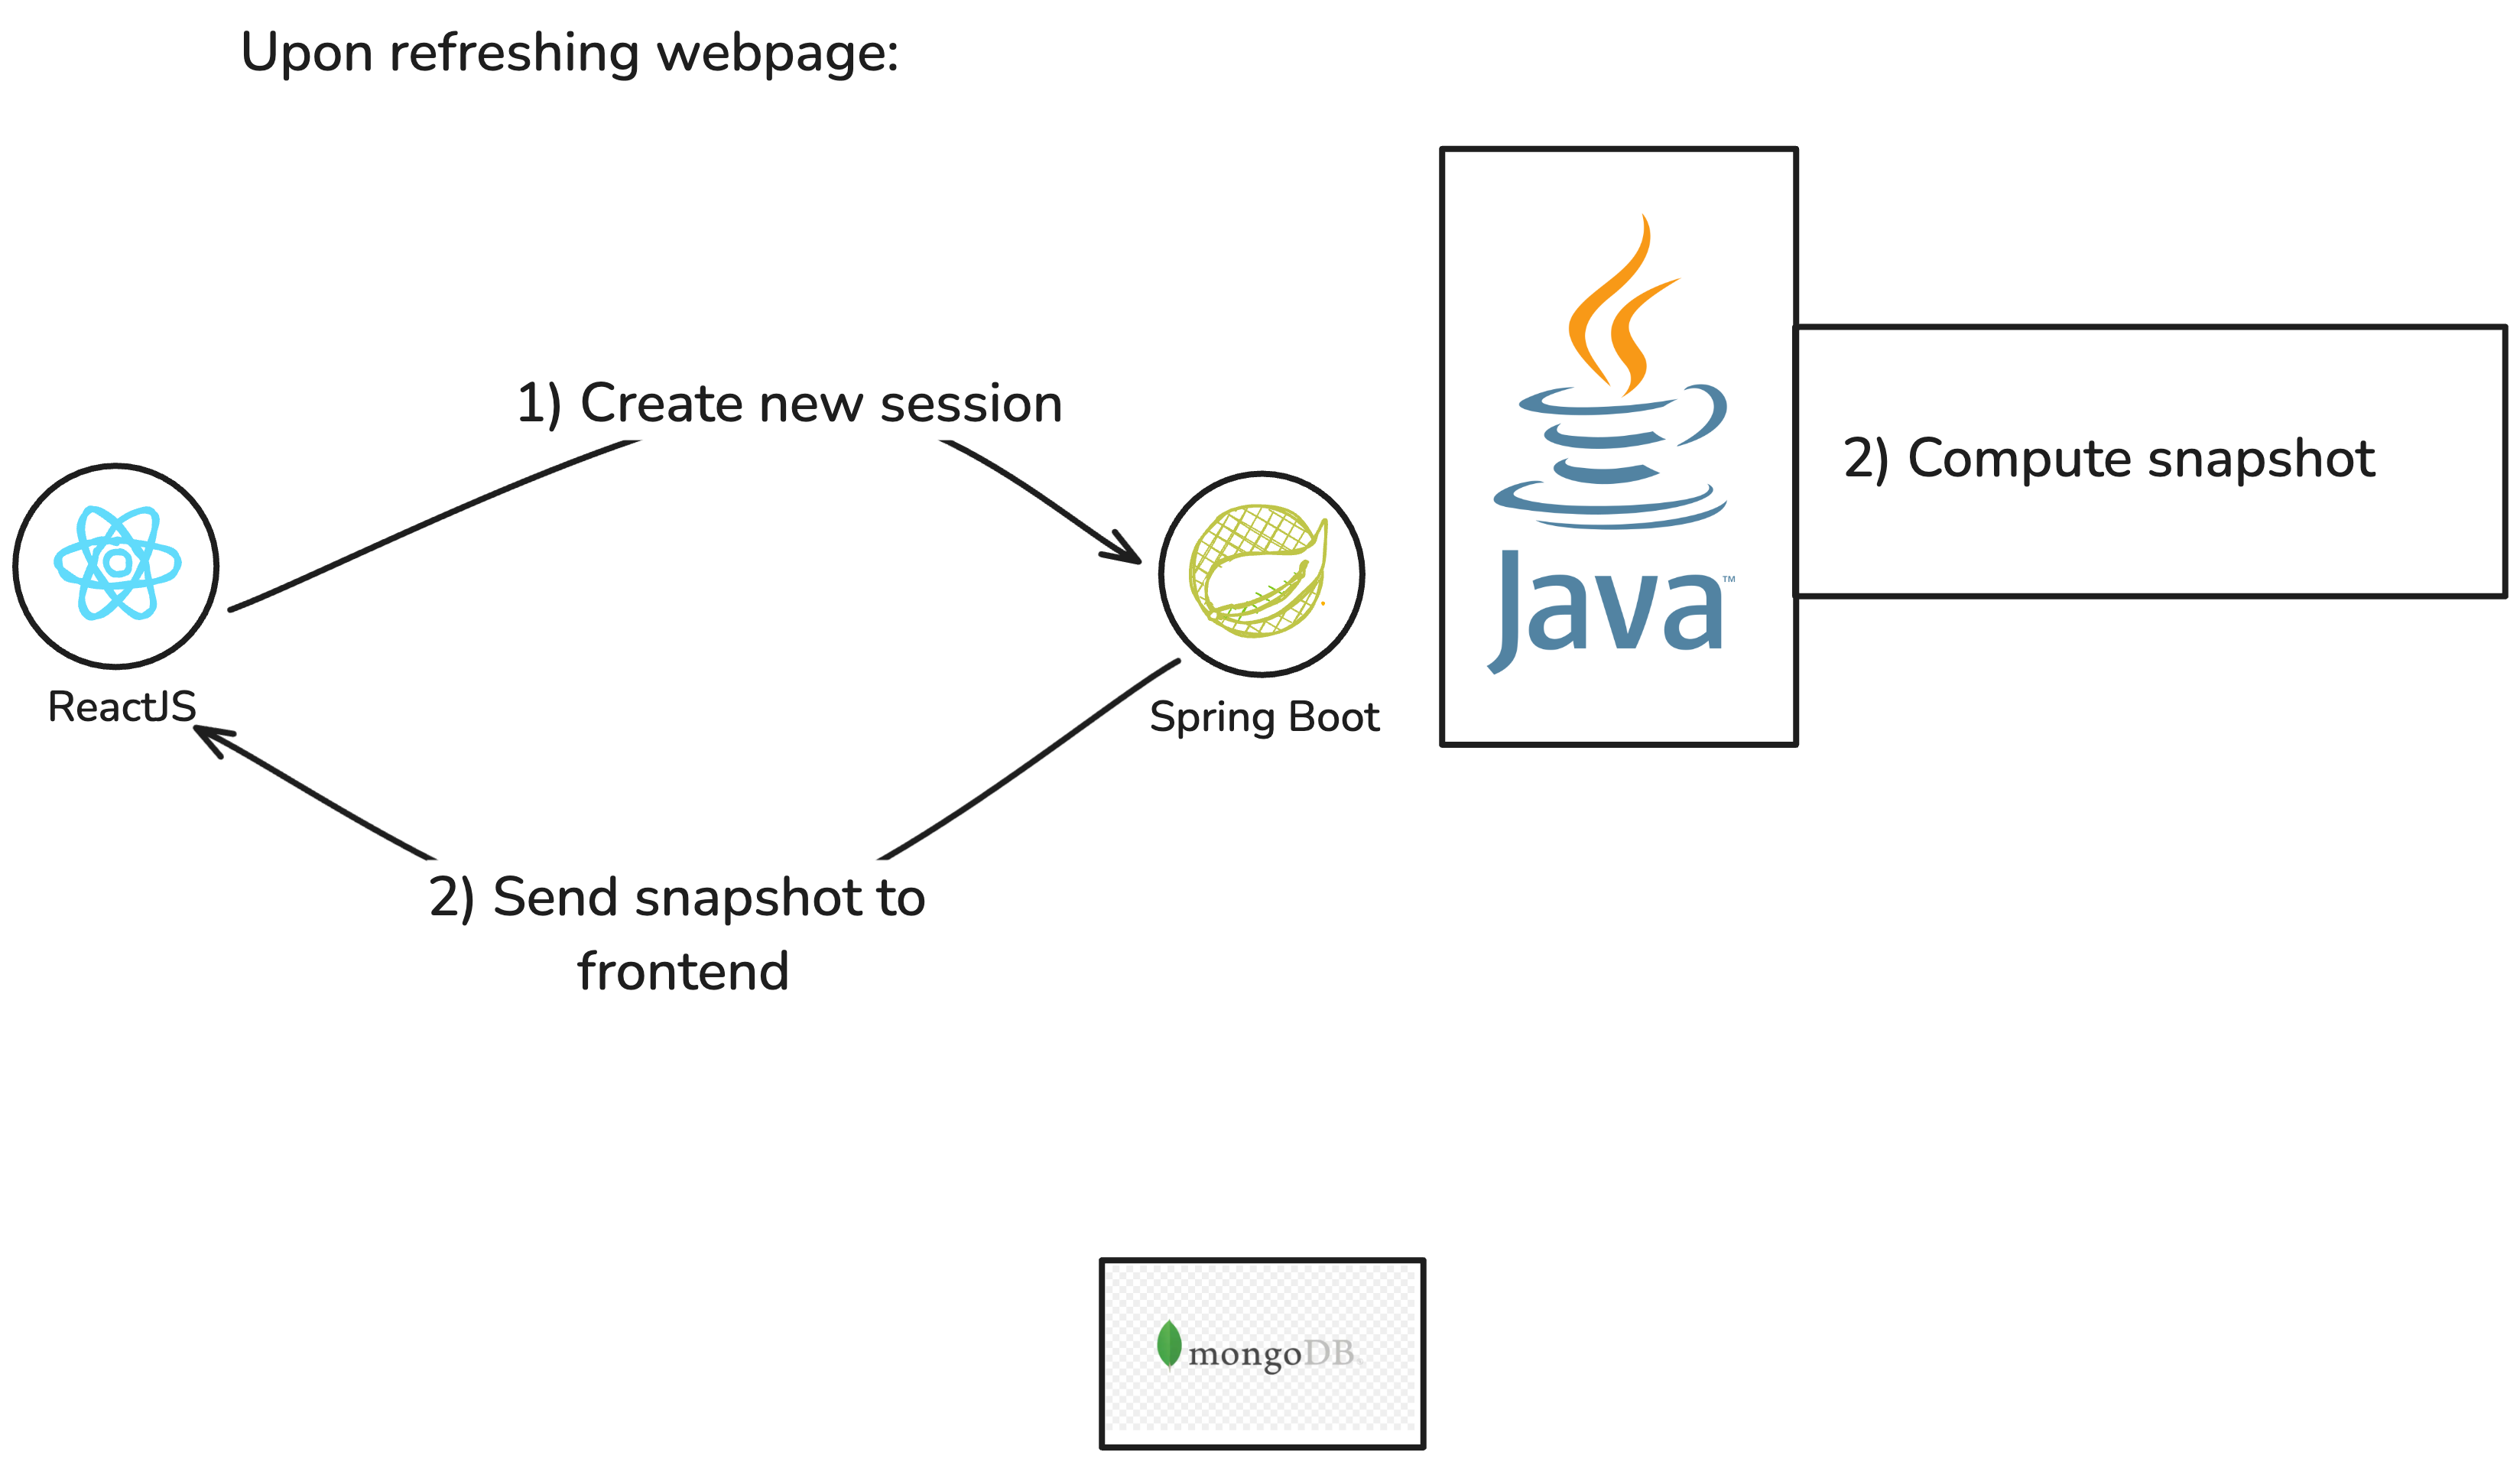 Upon refreshing webpage:
1) Create new session
2) Compute snapshot
Java™
ReactJS
Spring Boot
2) Send snapshot to
frontend
mongoDB